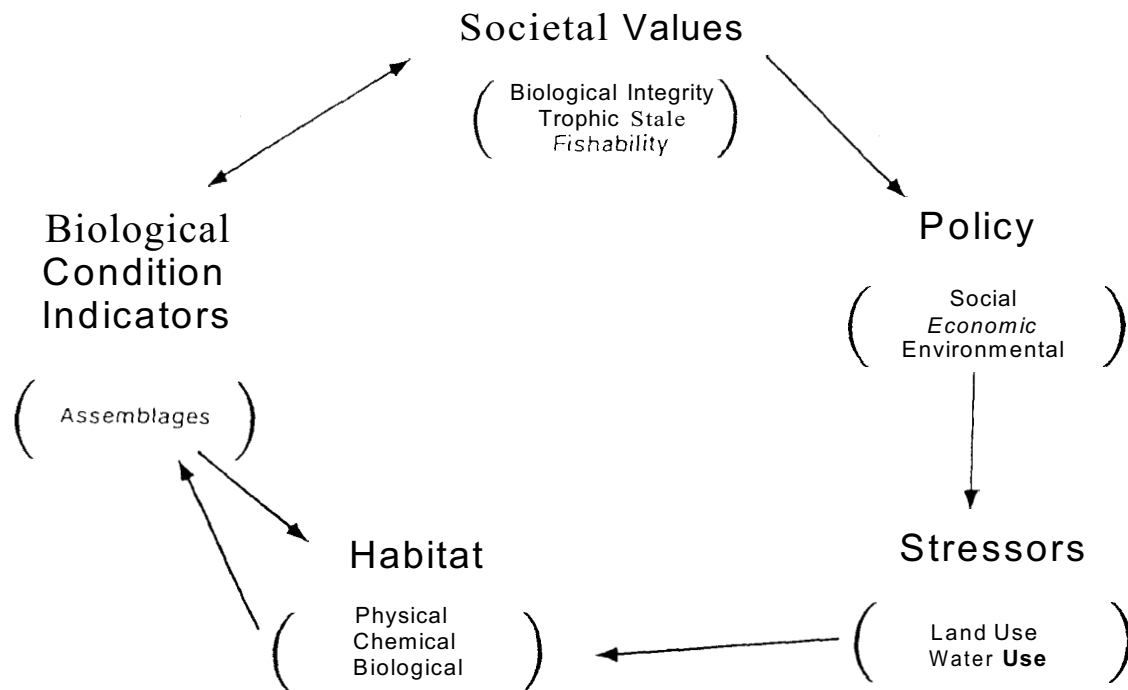 Societal Values
Biological Integrity
Trophic Stale
Fishability
Biological
Condition
Indicators
Assemblages
Policy
Social
Economic
Environmental
Habitat
Physical
Chemical
Biological
Stressors
Land Use
Water Use